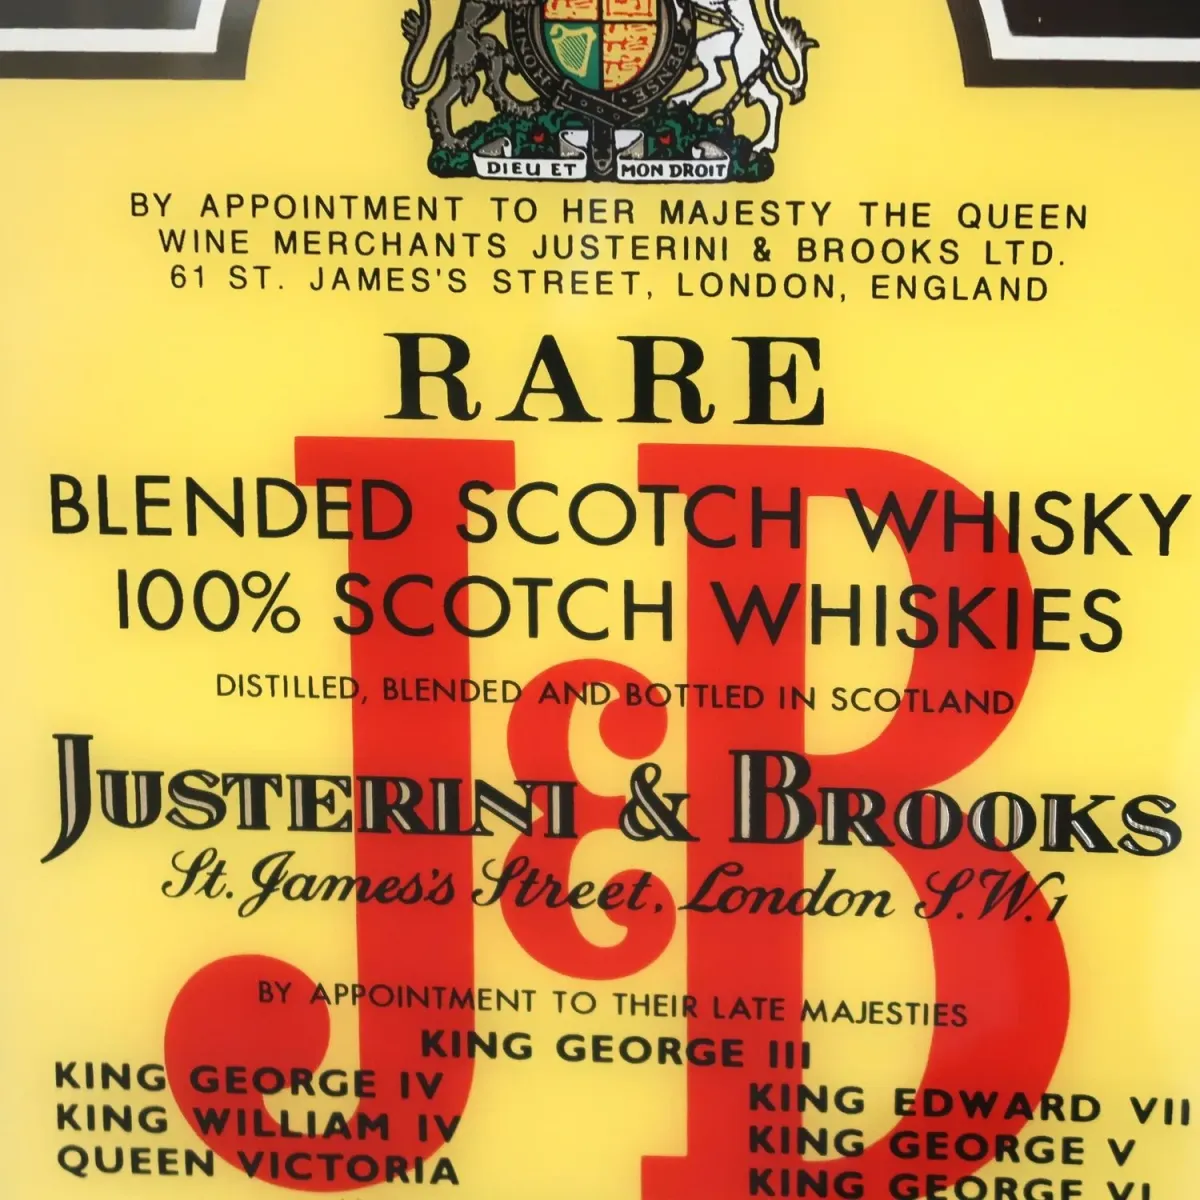 DIEU ET MON DROIT
BY APPOINTMENT TO HER MAJESTY THE QUEEN
WINE MERCHANTS JUSTERINI & BROOKS LTD.
61 ST. JAMES'S STREET, LONDON, ENGLAND
RARE
J&B
BLENDED SCOTCH WHISKY
100% SCOTCH WHISKIES
DISTILLED, BLENDED AND BOTTLED IN SCOTLAND
JUSTERINI & BROOKS
St. James's Street, London S.W.1
BY APPOINTMENT TO THEIR LATE MAJESTIES
KING GEORGE III
KING GEORGE IV
KING WILLIAM IV
QUEEN VICTORIA
KING EDWARD VII
KING GEORGE V
KING GEORGE VI